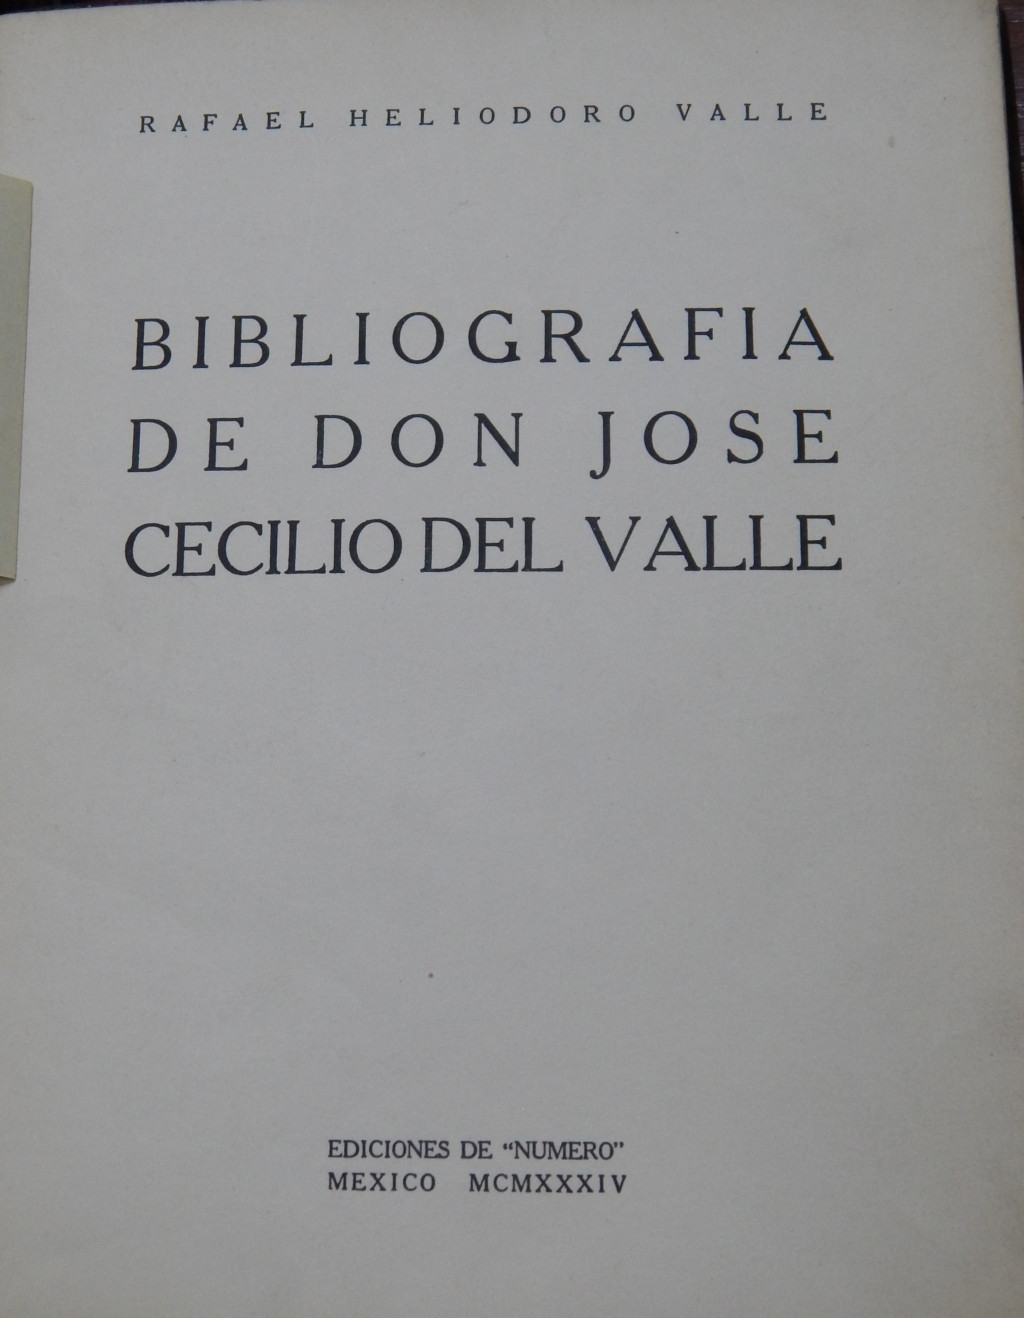 RAFAEL HELIODORO VALLE
BIBLIOGRAFIA
DE DON JOSE
CECILIO DEL VALLE
EDICIONES DE “NUMERO”
MEXICO MCMXXXIV